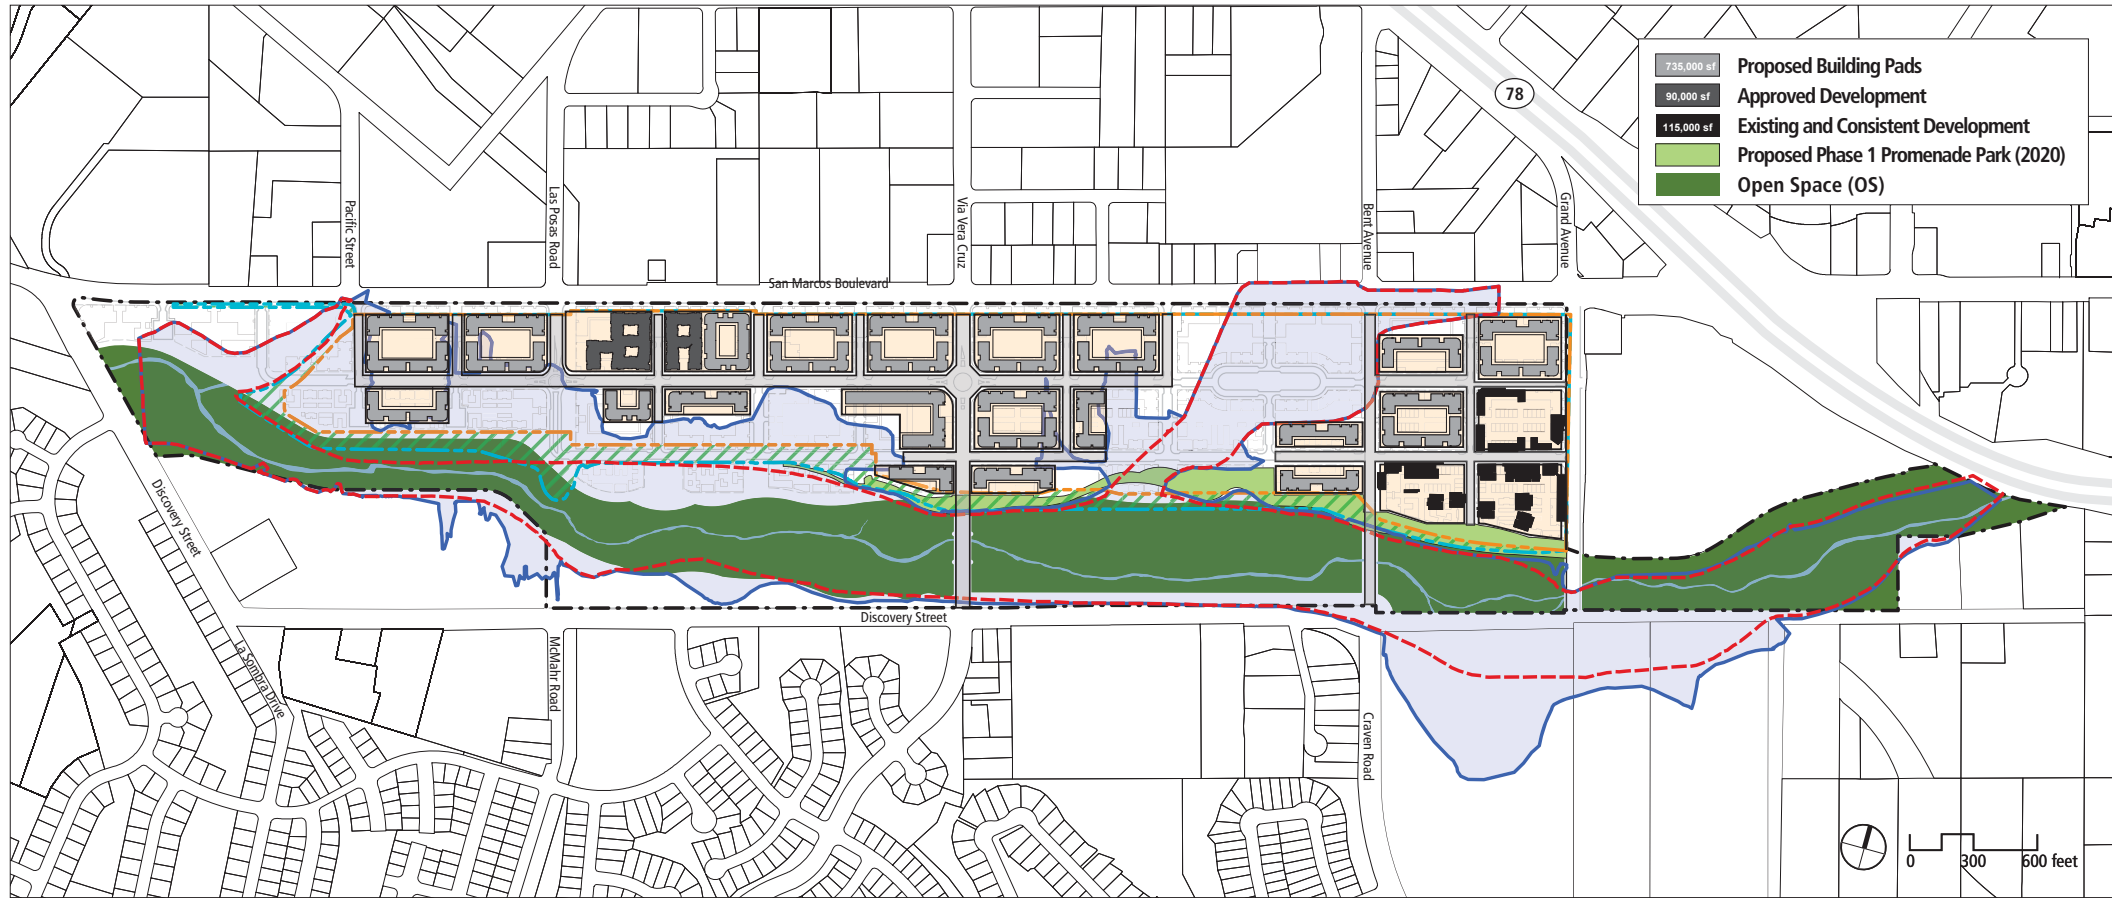 735,000 sf Proposed Building Pads
90,000 sf Approved Development
115,000 sf Existing and Consistent Development
Proposed Phase 1 Promenade Park (2020)
Open Space (OS)
78
Pacific Street
Las Posas Road
Via Vera Cruz
Bent Avenue
Grand Avenue
San Marcos Boulevard
Discovery Street
Discovery Street
La Sombra Drive
McMahr Road
Craven Road
0 300 600 feet